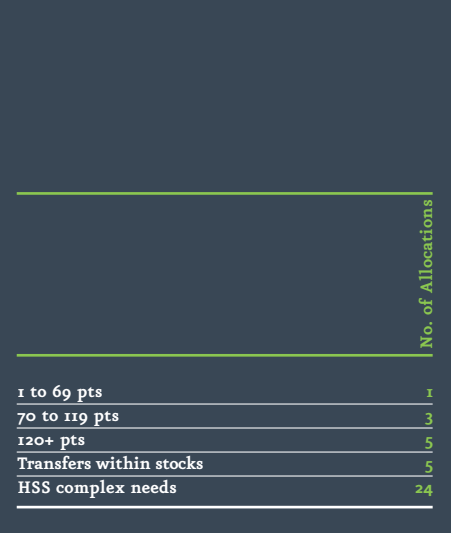 No. of Allocations
1 to 69 pts 1
70 to 119 pts 3
120+ pts 5
Transfers within stocks 5
HSS complex needs 24